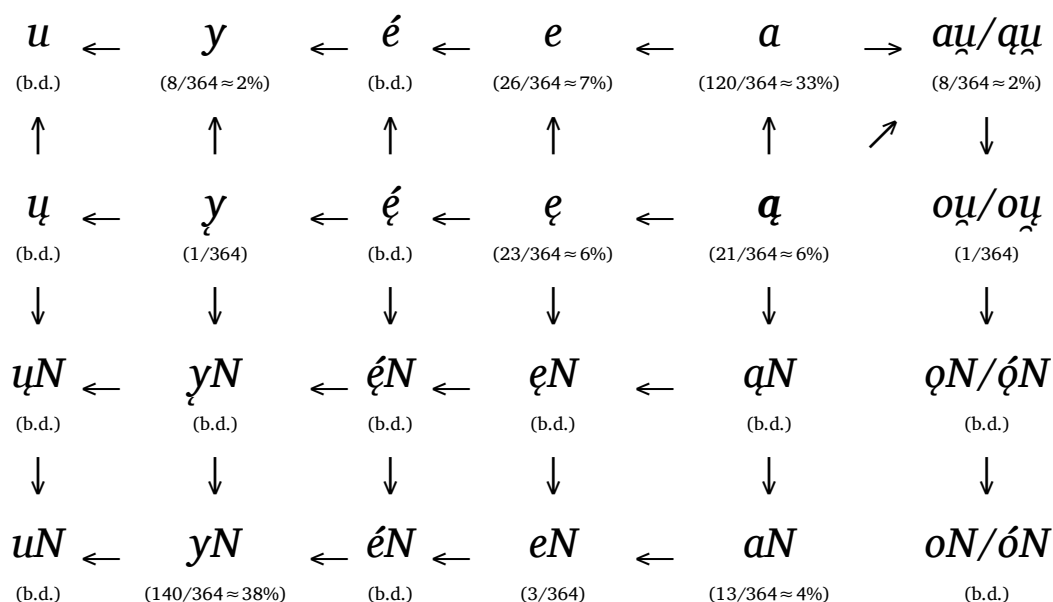 u ← y ← é ← e ← a → au̯/ąu̯
(b.d.) (8/364≈2%) (b.d.) (26/364≈7%) (120/364≈33%) (8/364≈2%)
↑ ↑ ↑ ↑ ↑ ↗ ↓
ų ← y̨ ← ę́ ← ę ← ą ou̯/oų̯
(b.d.) (1/364) (b.d.) (23/364≈6%) (21/364≈6%) (1/364)
↓ ↓ ↓ ↓ ↓ ↓
ųN ← y̨N ← ę́N ← ęN ← ąN ǫN/ǫ́N
(b.d.) (b.d.) (b.d.) (b.d.) (b.d.) (b.d.)
↓ ↓ ↓ ↓ ↓ ↓
uN ← yN ← éN ← eN ← aN oN/óN
(b.d.) (140/364≈38%) (b.d.) (3/364) (13/364≈4%) (b.d.)